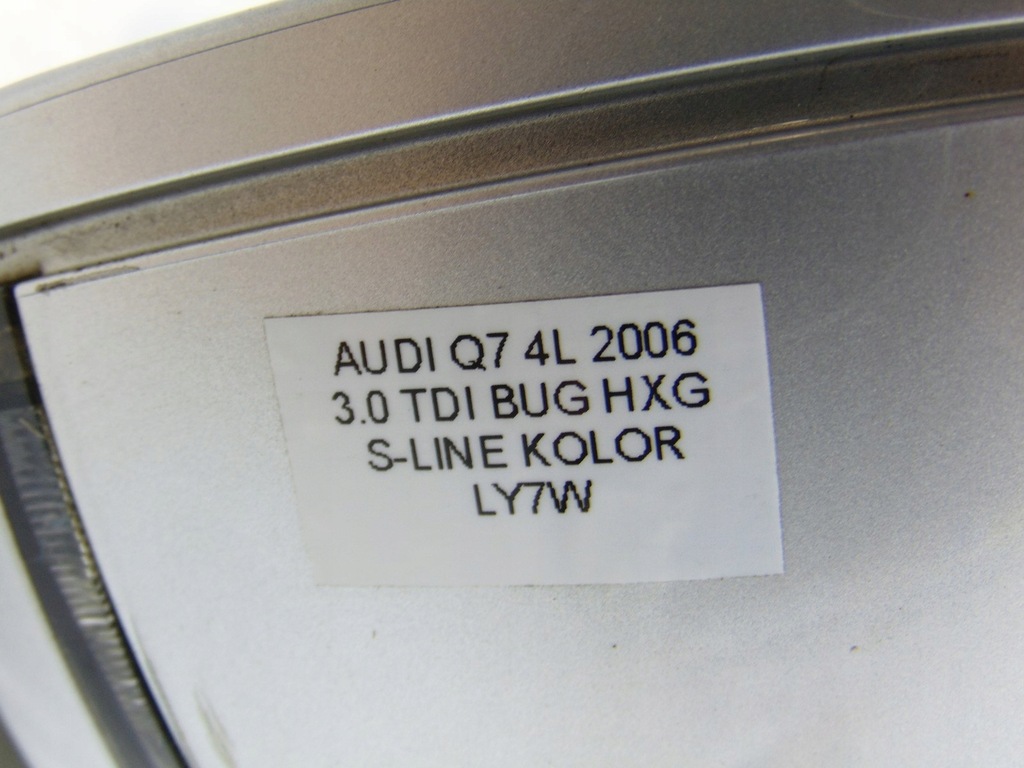 AUDI Q7 4L 2006
3.0 TDI BUG HXG
S-LINE KOLOR
LY7W